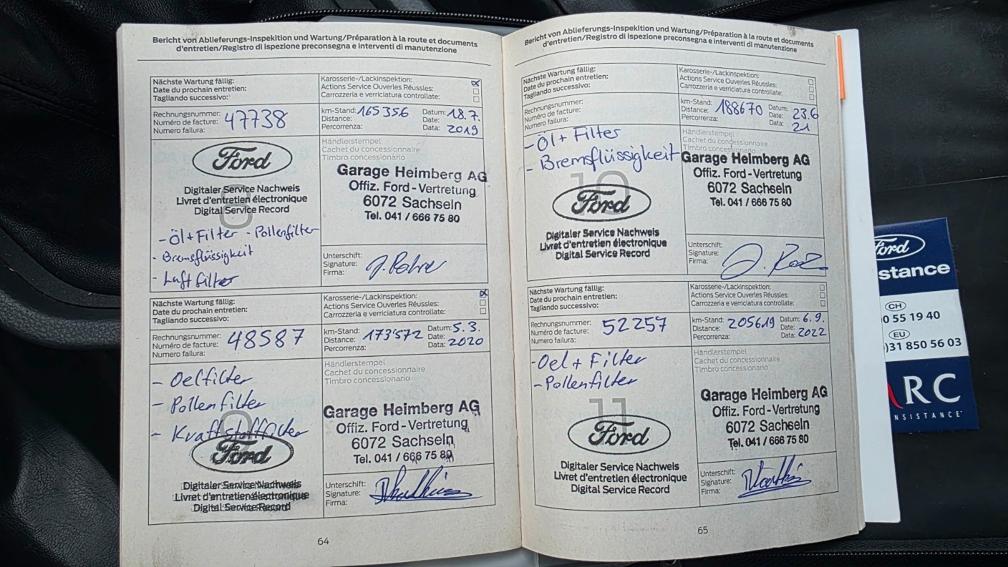 Bericht von Ablieferungs-Inspektion und Wartung/Préparation à la route et documents
d'entretien/Registro di ispezione preconsegna e interventi di manutenzione
Nächste Wartung fällig:
Date du prochain entretien:
Tagliando successivo:
Karosserie-/Lackinspektion:
Actions Service Ouvertes Réussies:
Carrozzeria e verniciatura controllate:
Rechnungsnummer:
Numéro de facture:
Numero failura:
47738
km-Stand:
Distance:
Percorrenza:
165356
Datum: 18.7.
Date:
Data: 2019
8
Ford
Digitaler Service Nachweis
Livret d'entretien électronique
Digital Service Record
- Öl + Filter - Pollenfilter
- Bremsflüssigkeit
- Luftfilter
Händlerstempel
Cachet du concessionnaire
Timbro concessionario
Garage Heimberg AG
Offiz. Ford - Vertretung
6072 Sachseln
Tel. 041 / 666 75 80
Unterschrift:
Signature:
Firma:
Nächste Wartung fällig:
Date du prochain entretien:
Tagliando successivo:
Karosserie-/Lackinspektion:
Actions Service Ouvertes Réussies:
Carrozzeria e verniciatura controllate:
Rechnungsnummer:
Numéro de facture:
Numero failura:
48587
km-Stand:
Distance:
Percorrenza:
173572
Datum: 5.3.
Date:
Data: 2020
- Oelfilter
- Pollenfilter
- Kraftstofffilter
9
Ford
Digitaler Service Nachweis
Livret d'entretien électronique
Digital Service Record
Händlerstempel
Cachet du concessionnaire
Timbro concessionario
Garage Heimberg AG
Offiz. Ford - Vertretung
6072 Sachseln
Tel. 041 / 666 75 80
Unterschrift:
Signature:
Firma:
64
Bericht von Ablieferungs-Inspektion und Wartung/Préparation à la route et documents
d'entretien/Registro di ispezione preconsegna e interventi di manutenzione
Nächste Wartung fällig:
Date du prochain entretien:
Tagliando successivo:
Karosserie-/Lackinspektion:
Actions Service Ouvertes Réussies:
Carrozzeria e verniciatura controllate:
Rechnungsnummer:
Numéro de facture:
Numero failura:
km-Stand:
Distance:
Percorrenza:
188670
Datum:
Date: 23.6
Data: 21
- Öl + Filter
- Bremsflüssigkeit
10
Ford
Digitaler Service Nachweis
Livret d'entretien électronique
Digital Service Record
Händlerstempel
Cachet du concessionnaire
Timbro concessionario
Garage Heimberg AG
Offiz. Ford - Vertretung
6072 Sachseln
Tel. 041 / 666 75 80
Unterschrift:
Signature:
Firma:
Nächste Wartung fällig:
Date du prochain entretien:
Tagliando successivo:
Karosserie-/Lackinspektion:
Actions Service Ouvertes Réussies:
Carrozzeria e verniciatura controllate:
Rechnungsnummer:
Numéro de facture:
Numero failura:
52257
km-Stand:
Distance:
Percorrenza:
205619
Datum: 6.9.
Date:
Data: 2022
- Oel + Filter
- Pollenfilter
11
Ford
Digitaler Service Nachweis
Livret d'entretien électronique
Digital Service Record
Händlerstempel
Cachet du concessionnaire
Timbro concessionario
Garage Heimberg AG
Offiz. Ford - Vertretung
6072 Sachseln
Tel. 041 / 666 75 80
Unterschrift:
Signature:
Firma:
65
Ford
stance
CH
0 55 19 40
EU
)31 850 56 03
ARC